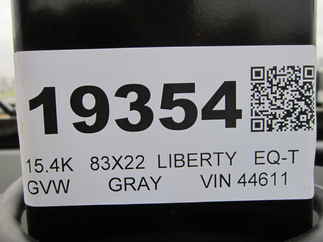 19354
15.4K 83X22 LIBERTY EQ-T
GVW GRAY VIN 44611